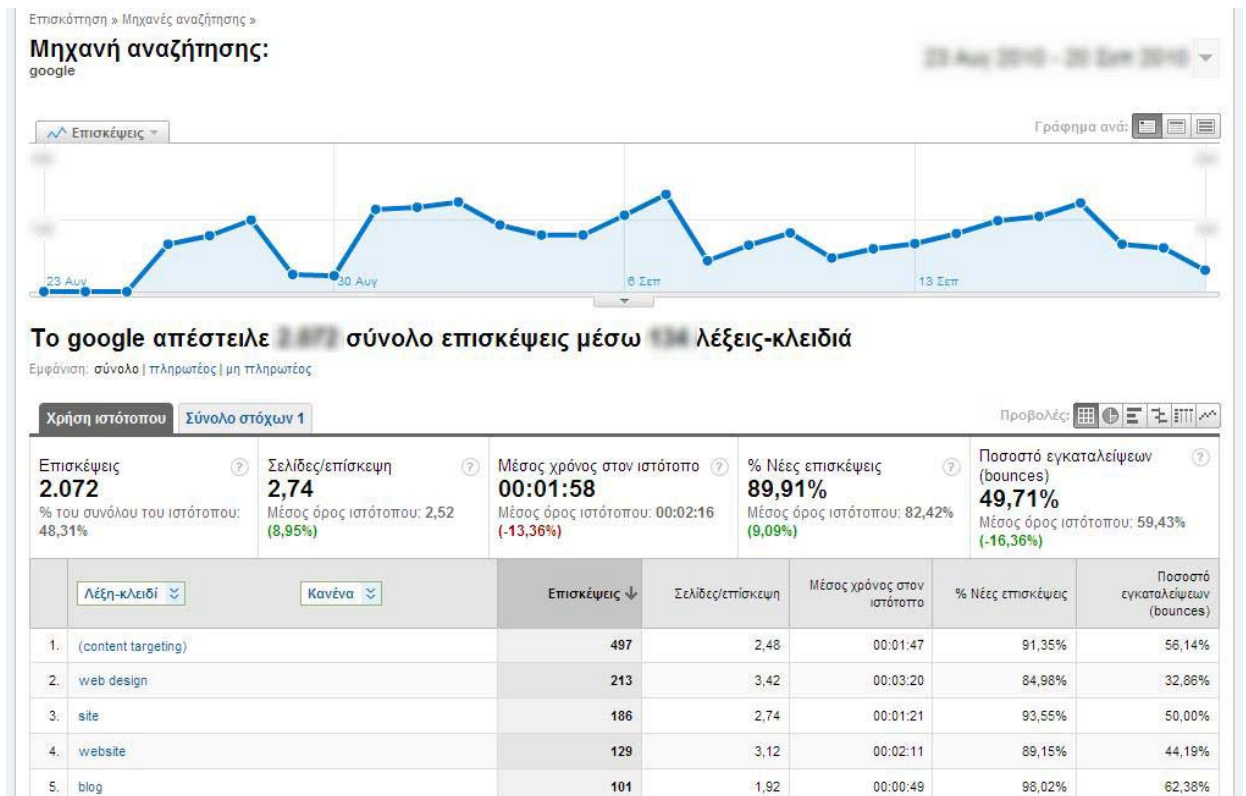 Επισκόπηση » Μηχανές αναζήτησης »
Μηχανή αναζήτησης:
google
Επισκέψεις
Γράφημα ανά:
23 Αυγ
30 Αυγ
6 Σεπ
13 Σεπ
Το google απέστειλε σύνολο επισκέψεις μέσω λέξεις-κλειδιά
Εμφάνιση: σύνολο | πληρωτέος | μη πληρωτέος
Χρήση ιστότοπου Σύνολο στόχων 1 Προβολές:
Επισκέψεις
2.072
% του συνόλου του ιστότοπου:
48,31%
Σελίδες/επίσκεψη
2,74
Μέσος όρος ιστότοπου: 2,52
(8,95%)
Μέσος χρόνος στον ιστότοπο
00:01:58
Μέσος όρος ιστότοπου: 00:02:16
(-13,36%)
% Νέες επισκέψεις
89,91%
Μέσος όρος ιστότοπου: 82,42%
(9,09%)
Ποσοστό εγκαταλείψεων
(bounces)
49,71%
Μέσος όρος ιστότοπου: 59,43%
(-16,36%)
Λέξη-κλειδί Κανένα Επισκέψεις Σελίδες/επίσκεψη Μέσος χρόνος στον ιστότοπο % Νέες επισκέψεις Ποσοστό εγκαταλείψεων (bounces)
1. (content targeting) 497 2,48 00:01:47 91,35% 56,14%
2. web design 213 3,42 00:03:20 84,98% 32,86%
3. site 186 2,74 00:01:21 93,55% 50,00%
4. website 129 3,12 00:02:11 89,15% 44,19%
5. blog 101 1,92 00:00:49 98,02% 62,38%